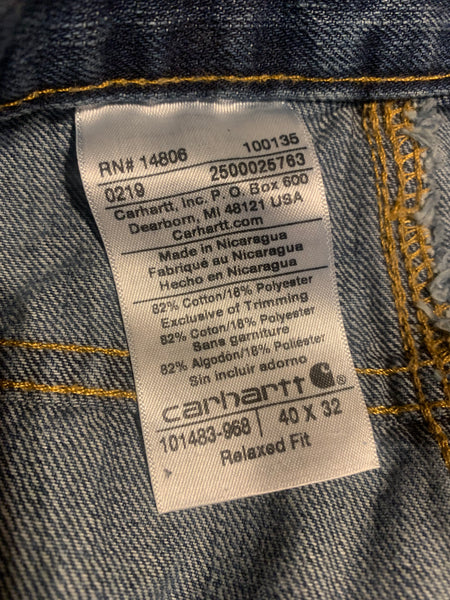 RN# 14806 100135
0219 2500025763
Carhartt, Inc. P. O. Box 600
Dearborn, MI 48121 USA
Carhartt.com
Made in Nicaragua
Fabriqué au Nicaragua
Hecho en Nicaragua
82% Cotton/18% Polyester
Exclusive of Trimming
82% Coton/18% Polyester
Sans garniture
82% Algodon/18% Poliéster
Sin incluir adorno
carhartt ®
101483-968 40 X 32
Relaxed Fit